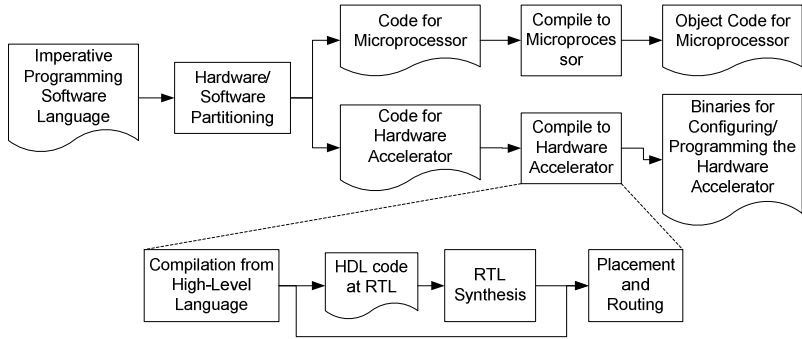 Imperative
Programming
Software
Language
Hardware/
Software
Partitioning
Code for
Microprocessor
Compile to
Microproces
sor
Object Code for
Microprocessor
Code for
Hardware
Accelerator
Compile to
Hardware
Accelerator
Binaries for
Configuring/
Programming the
Hardware
Accelerator
Compilation from
High-Level
Language
HDL code
at RTL
RTL
Synthesis
Placement
and
Routing